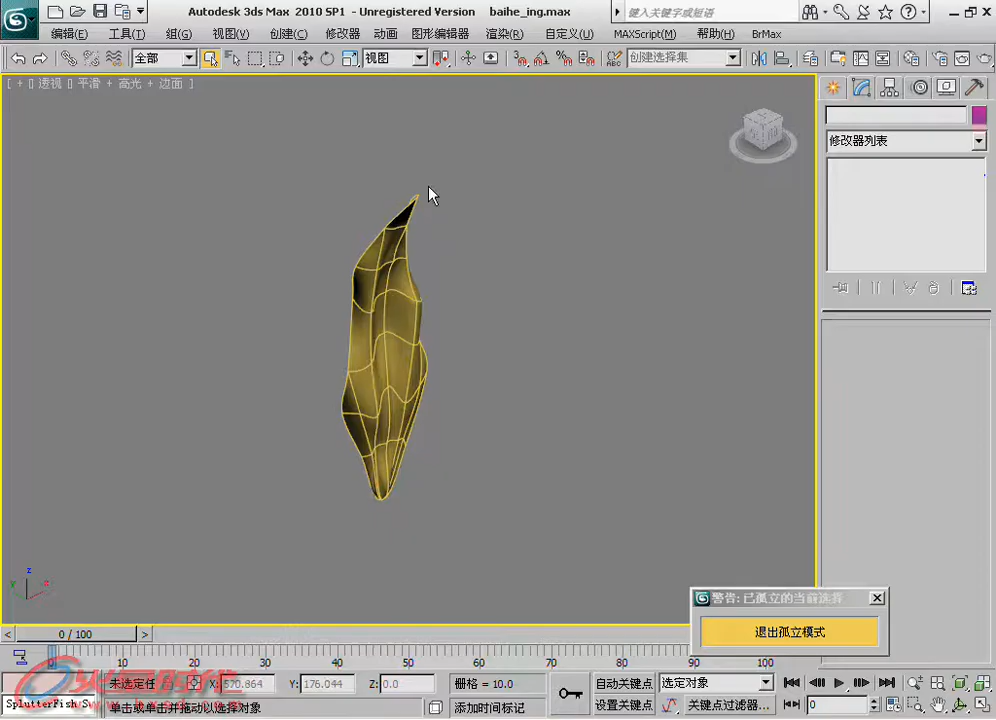 Autodesk 3ds Max 2010 SP1 - Unregistered Version baihe_ing.max
键入关键字或短语
编辑(E) 工具(T) 组(G) 视图(V) 创建(C) 修改器 动画 图形编辑器 渲染(R) 自定义(U) MAXScript(M) 帮助(H) BrMax
全部 视图 创建选择集
[ + [] 透视 [] 平滑 + 高光 + 边面 ]
修改器列表
警告: 已孤立的当前选择
退出孤立模式
< 0 / 100 >
0 10 20 30 40 50 60 70 80 90 100
未选定任 X: 570.864 Y: 176.044 Z: 0.0 栅格 = 10.0 自动关键点 选定对象
SplutterFish Sw 单击或单击并拖动以选择对象 添加时间标记 设置关键点 关键点过滤器... 0